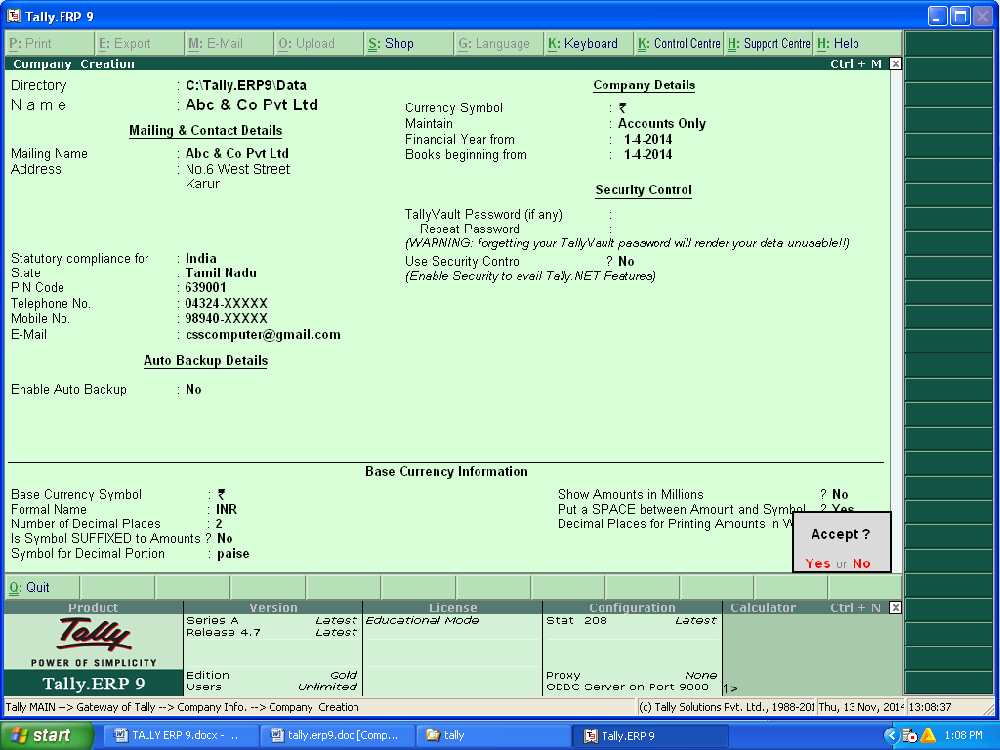 Tally.ERP 9
P: Print E: Export M: E-Mail O: Upload S: Shop G: Language K: Keyboard K: Control Centre H: Support Centre H: Help
Company Creation Ctrl + M
Directory : C:\Tally.ERP9\Data
Name : Abc & Co Pvt Ltd
Mailing & Contact Details
Mailing Name : Abc & Co Pvt Ltd
Address : No.6 West Street
Karur
Statutory compliance for : India
State : Tamil Nadu
PIN Code : 639001
Telephone No. : 04324-XXXXX
Mobile No. : 98940-XXXXX
E-Mail : csscomputer@gmail.com
Auto Backup Details
Enable Auto Backup : No
Company Details
Currency Symbol : ₹
Maintain : Accounts Only
Financial Year from : 1-4-2014
Books beginning from : 1-4-2014
Security Control
TallyVault Password (if any) :
Repeat Password :
(WARNING: forgetting your TallyVault password will render your data unusable!!)
Use Security Control ? No
(Enable Security to avail Tally.NET Features)
Base Currency Information
Base Currency Symbol : ₹
Formal Name : INR
Number of Decimal Places : 2
Is Symbol SUFFIXED to Amounts ? No
Symbol for Decimal Portion : paise
Show Amounts in Millions ? No
Put a SPACE between Amount and Symbol ? Yes
Decimal Places for Printing Amounts in W
Accept ?
Yes or No
Q: Quit
Product Version License Configuration Calculator Ctrl + N
Tally
POWER OF SIMPLICITY
Tally.ERP 9
Series A Latest
Release 4.7 Latest
Edition Gold
Users Unlimited
Educational Mode
Stat 208 Latest
Proxy None
ODBC Server on Port 9000
1>
Tally MAIN --> Gateway of Tally --> Company Info. --> Company Creation (c) Tally Solutions Pvt. Ltd., 1988-201 Thu, 13 Nov, 2014 13:08:37
start TALLY ERP 9.docx - ... tally.erp9.doc [Comp... tally Tally.ERP 9 1:08 PM